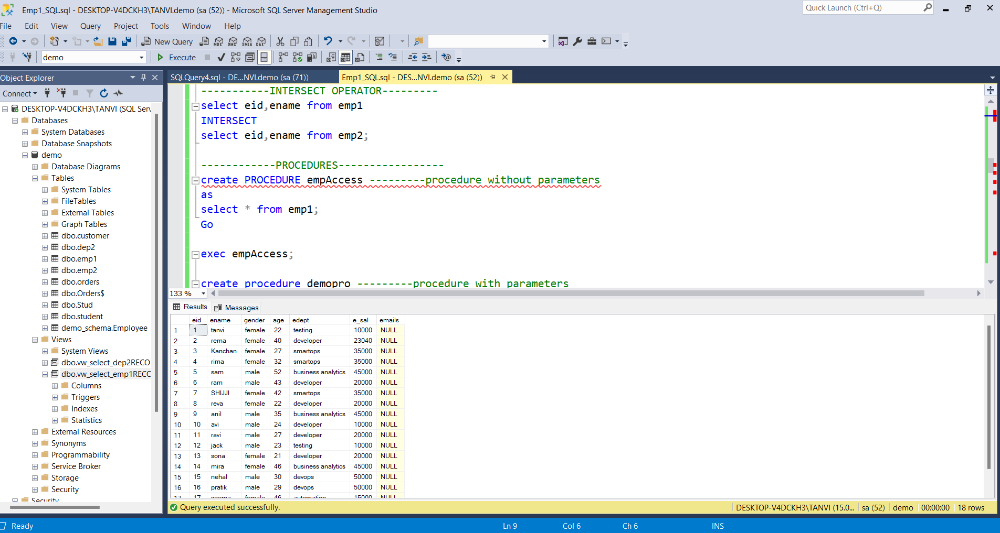 Emp1_SQL.sql - DESKTOP-V4DCKH3\TANVI.demo (sa (52)) - Microsoft SQL Server Management Studio
Quick Launch (Ctrl+Q)
File Edit View Query Project Tools Window Help
New Query MDX DMX XMLA DAX
demo Execute
Object Explorer
Connect
DESKTOP-V4DCKH3\TANVI (SQL Serv
Databases
System Databases
Database Snapshots
demo
Database Diagrams
Tables
System Tables
FileTables
External Tables
Graph Tables
dbo.customer
dbo.dep2
dbo.emp1
dbo.emp2
dbo.orders
dbo.Orders$
dbo.Stud
dbo.student
demo_schema.Employee
Views
System Views
dbo.vw_select_dep2RECO
dbo.vw_select_emp1RECC
Columns
Triggers
Indexes
Statistics
External Resources
Synonyms
Programmability
Service Broker
Storage
Security
Security
SQLQuery4.sql - DE...NVI.demo (sa (71)) Emp1_SQL.sql - DES...NVI.demo (sa (52))
-----------INTERSECT OPERATOR---------
select eid,ename from emp1
INTERSECT
select eid,ename from emp2;
------------PROCEDURES-----------------
create PROCEDURE empAccess ---------procedure without parameters
as
select * from emp1;
Go
exec empAccess;
create procedure demopro ---------procedure with parameters
133 %
Results Messages
eid ename gender age edept e_sal emails
1 1 tanvi female 22 testing 10000 NULL
2 2 rema female 40 developer 23040 NULL
3 3 Kanchan female 27 smartops 35000 NULL
4 4 rima female 32 smartops 35000 NULL
5 5 sam male 52 business analytics 45000 NULL
6 6 ram male 43 developer 20000 NULL
7 7 SHIJJI female 42 smartops 35000 NULL
8 8 reva female 22 developer 20000 NULL
9 9 anil male 35 business analytics 45000 NULL
10 10 avi male 24 developer 10000 NULL
11 11 ravi male 27 developer 20000 NULL
12 12 jack male 23 testing 10000 NULL
13 13 sona female 21 developer 20000 NULL
14 14 mira female 46 business analytics 45000 NULL
15 15 nehal male 30 devops 50000 NULL
16 16 pratik male 29 devops 50000 NULL
17 17 female 46 automation 15000 NULL
Query executed successfully. DESKTOP-V4DCKH3\TANVI (15.0... sa (52) demo 00:00:00 18 rows
Ready Ln 9 Col 6 Ch 6 INS